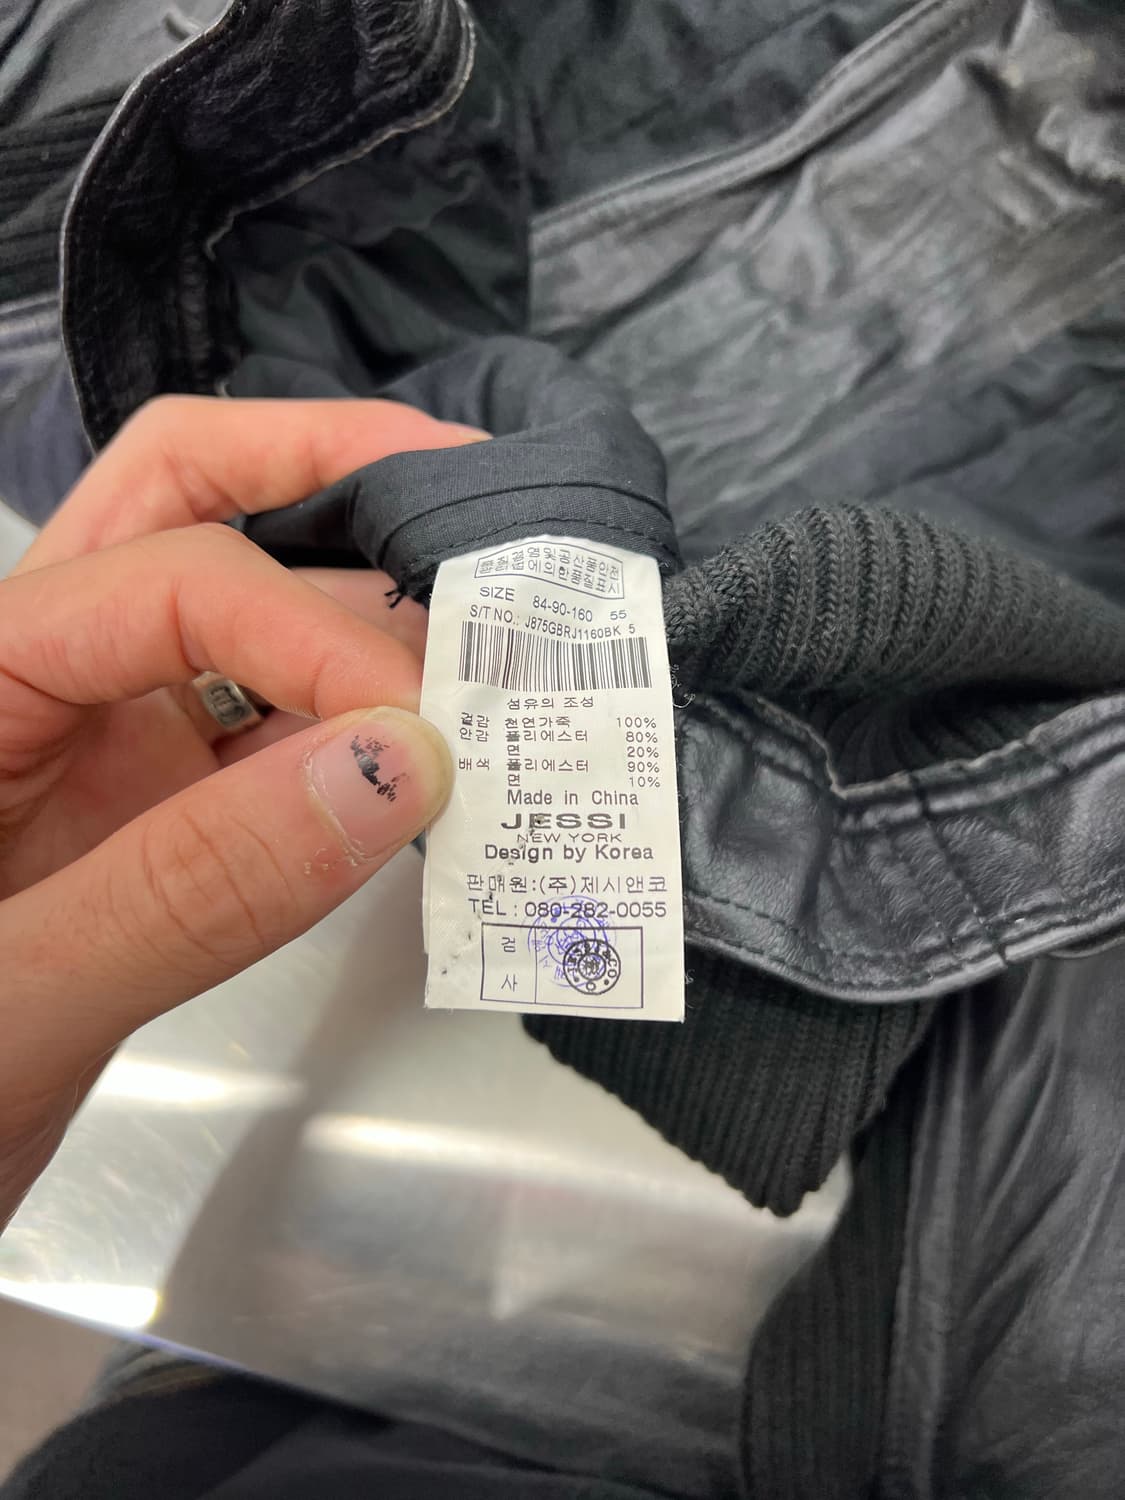 SIZE 84-90-160 55
S/T NO.: J875GBRJ1160BK 5
섬유의 조성
겉감 천연가죽 100%
안감 폴리에스터 80%
면 20%
배색 폴리에스터 90%
면 10%
Made in China
JESSI
NEW YORK
Design by Korea
판매원:(주)제시앤코
TEL : 080-282-0055
검
사